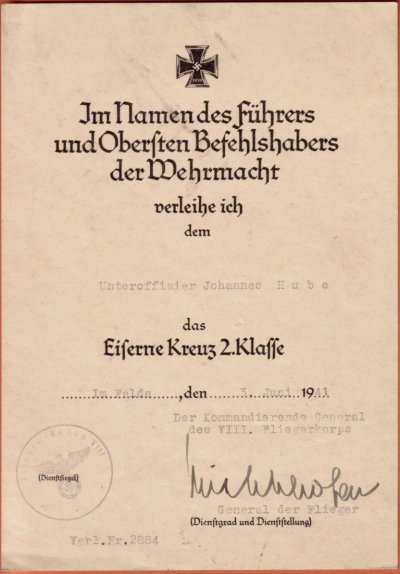 Im Namen des Führers
und Obersten Befehlshabers
der Wehrmacht
verleihe ich
dem
Unteroffizier Johannes H u b e
das
Eiserne Kreuz 2.Klasse
Im Felde, den 3. Juni 1941
Der Kommandierende General
des VIII. Fliegerkorps
(Dienstsiegel)
Richthofen
General der Flieger
(Dienstgrad und Dienststellung)
Verl.Nr.2884